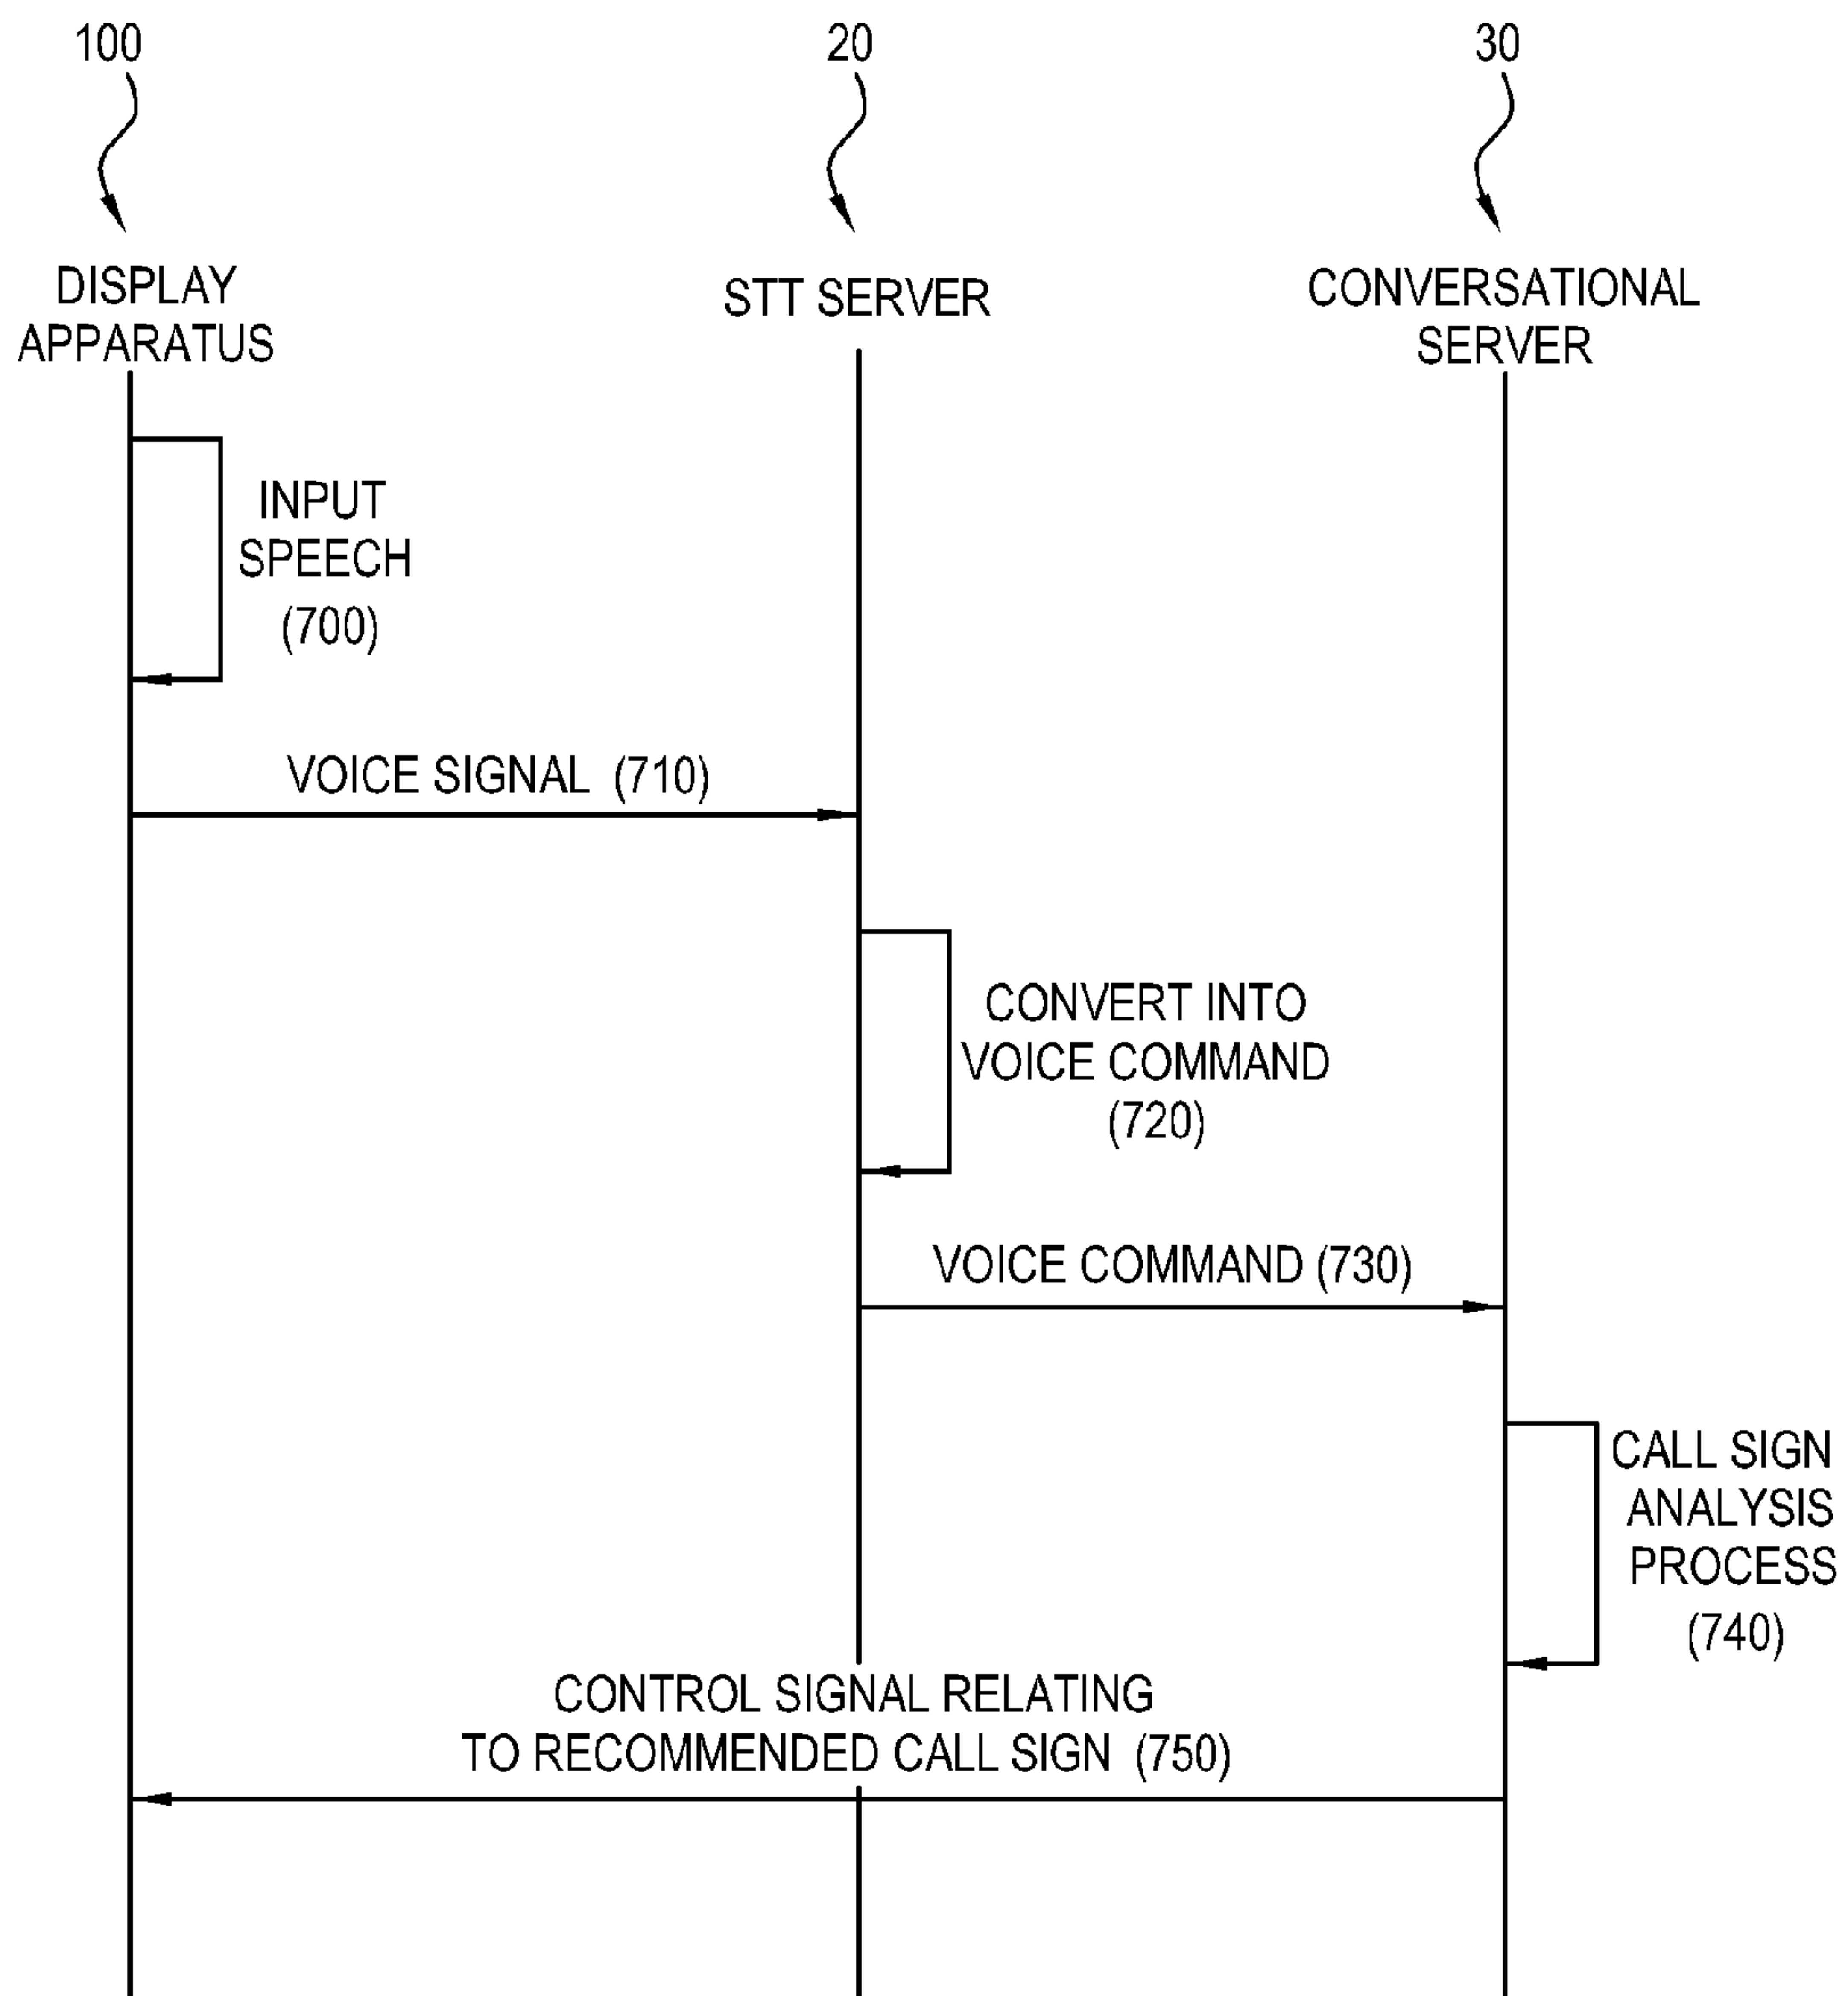 100
20
30
DISPLAY
APPARATUS
STT SERVER
CONVERSATIONAL
SERVER
INPUT
SPEECH
(700)
VOICE SIGNAL (710)
CONVERT INTO
VOICE COMMAND
(720)
VOICE COMMAND (730)
CALL SIGN
ANALYSIS
PROCESS
(740)
CONTROL SIGNAL RELATING
TO RECOMMENDED CALL SIGN (750)